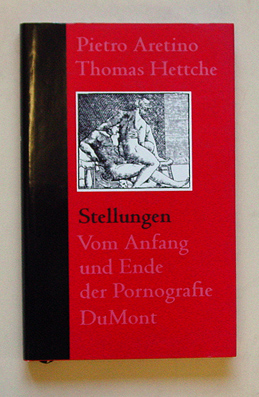 Pietro Aretino
Thomas Hettche
Stellungen
Vom Anfang
und Ende
der Pornografie
DuMont